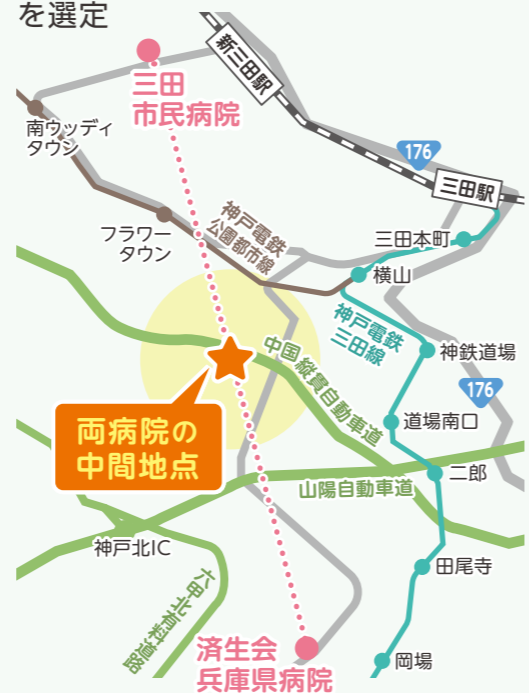 を選定
三田
市民病院
新三田駅
南ウッディ
タウン
176
三田駅
フラワー
タウン
神戸電鉄
公園都市線
三田本町
横山
神戸電鉄
三田線
神鉄道場
中国縦貫自動車道
176
両病院の
中間地点
道場南口
二郎
山陽自動車道
神戸北IC
田尾寺
六甲北有料道路
済生会
兵庫県病院
岡場